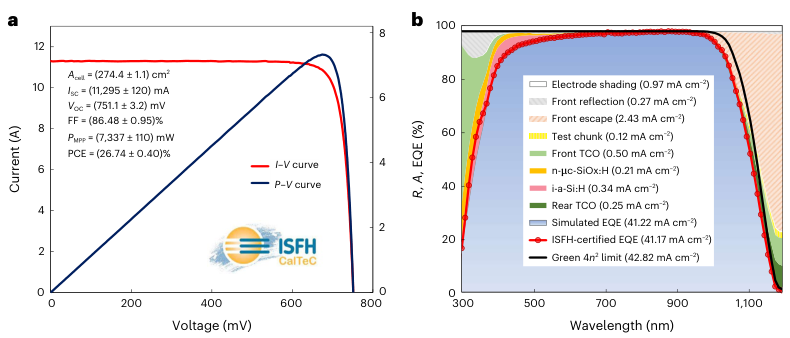 a
Current (A)
12
10
8
6
4
2
0
8
6
4
2
0
A_cell = (274.4 ± 1.1) cm²
I_SC = (11,295 ± 120) mA
V_OC = (751.1 ± 3.2) mV
FF = (86.48 ± 0.95)%
P_MPP = (7,337 ± 110) mW
PCE = (26.74 ± 0.40)%
I–V curve
P–V curve
ISFH
CalTeC
0 200 400 600 800
Voltage (mV)
b
R, A, EQE (%)
100
80
60
40
20
0
Electrode shading (0.97 mA cm⁻²)
Front reflection (0.27 mA cm⁻²)
Front escape (2.43 mA cm⁻²)
Test chunk (0.12 mA cm⁻²)
Front TCO (0.50 mA cm⁻²)
n-μc-SiOx:H (0.21 mA cm⁻²)
i-a-Si:H (0.34 mA cm⁻²)
Rear TCO (0.25 mA cm⁻²)
Simulated EQE (41.22 mA cm⁻²)
ISFH-certified EQE (41.17 mA cm⁻²)
Green 4n² limit (42.82 mA cm⁻²)
300 500 700 900 1,100
Wavelength (nm)